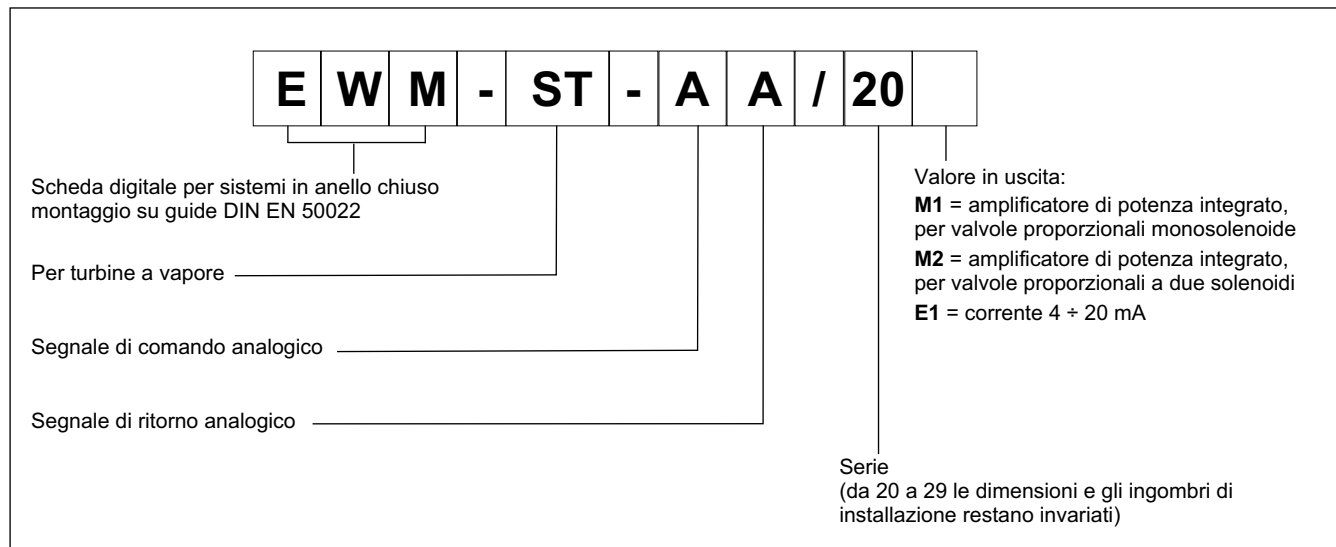 EWM-ST-AA/20
Scheda digitale per sistemi in anello chiuso
montaggio su guide DIN EN 50022
Per turbine a vapore
Segnale di comando analogico
Segnale di ritorno analogico
Valore in uscita:
M1 = amplificatore di potenza integrato,
per valvole proporzionali monosolenoide
M2 = amplificatore di potenza integrato,
per valvole proporzionali a due solenoidi
E1 = corrente 4 ÷ 20 mA
Serie
(da 20 a 29 le dimensioni e gli ingombri di
installazione restano invariati)